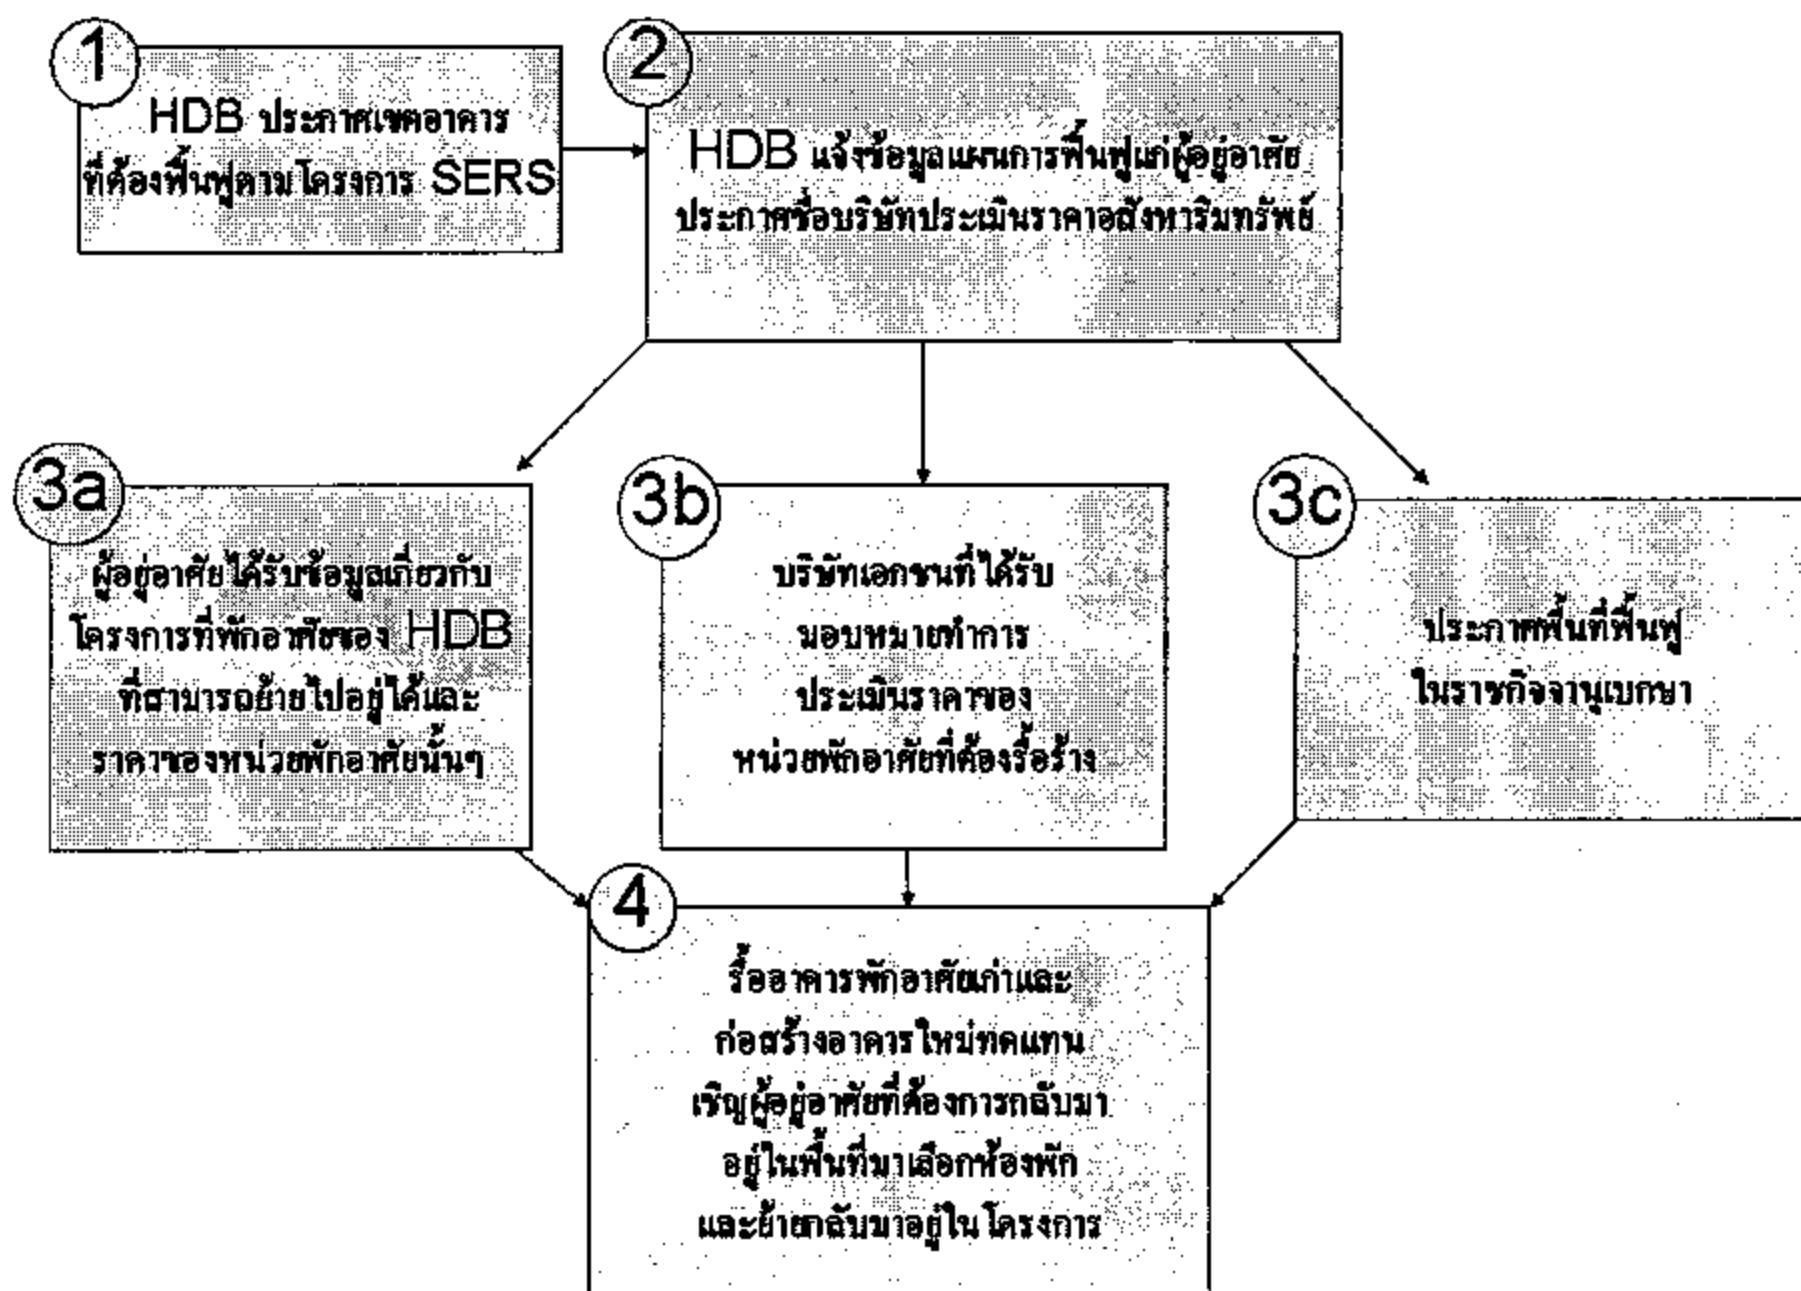 1
HDB ประกาศเขตอาคาร
ที่ต้องฟื้นฟูตามโครงการ SERS
2
HDB แจ้งข้อมูลแผนการฟื้นฟูแก่ผู้อยู่อาศัย
ประกาศชื่อบริษัทประเมินราคาอสังหาริมทรัพย์
3a
ผู้อยู่อาศัยได้รับข้อมูลเกี่ยวกับ
โครงการที่พักอาศัยของ HDB
ที่สามารถย้ายไปอยู่ได้และ
ราคาของหน่วยพักอาศัยนั้นๆ
3b
บริษัทเอกชนที่ได้รับ
มอบหมายทำการ
ประเมินราคาของ
หน่วยพักอาศัยที่ต้องรื้อร้าง
3c
ประกาศพื้นที่ฟื้นฟู
ในราชกิจจานุเบกษา
4
รื้ออาคารพักอาศัยเก่าและ
ก่อสร้างอาคารใหม่ทดแทน
เชิญผู้อยู่อาศัยที่ต้องการกลับมา
อยู่ในพื้นที่มาเลือกห้องพัก
และย้ายกลับมาอยู่ในโครงการ